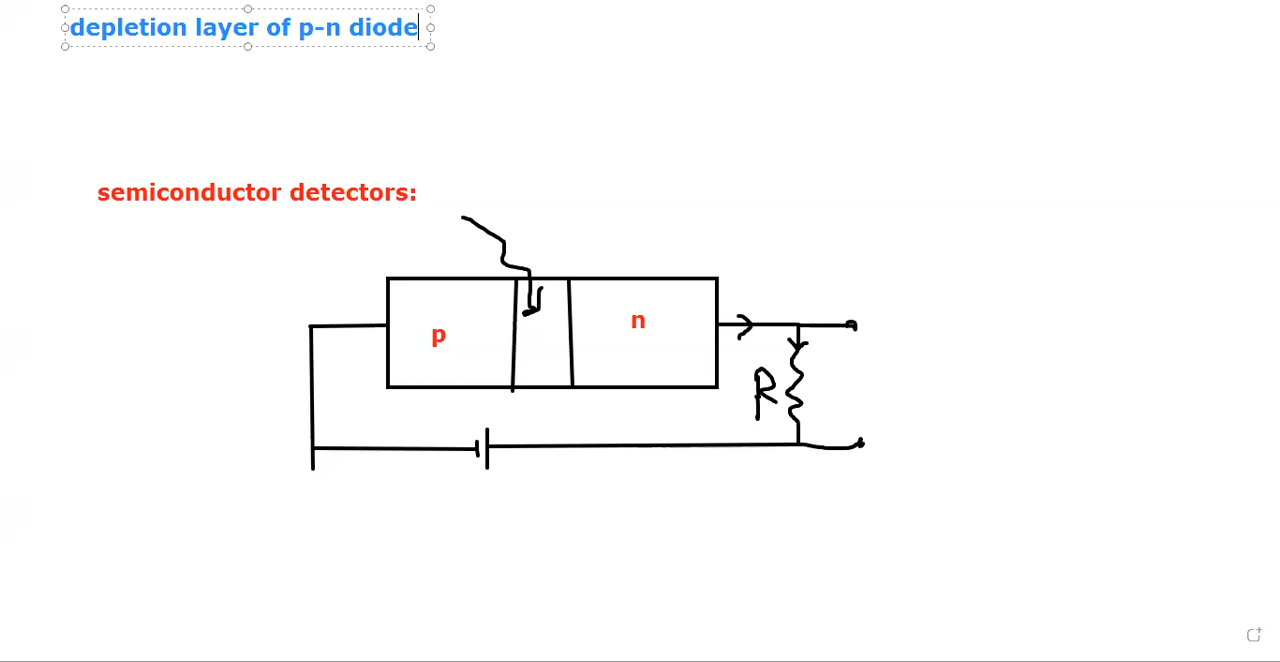 depletion layer of p-n diode
semiconductor detectors:
p
n
R